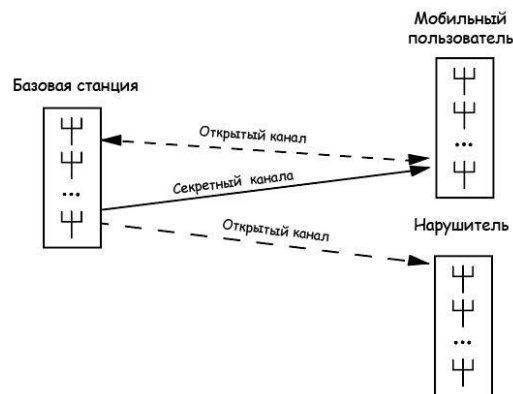 Мобильный
пользователь
Базовая станция
Открытый канал
Секретный канала
Открытый канал
Нарушитель